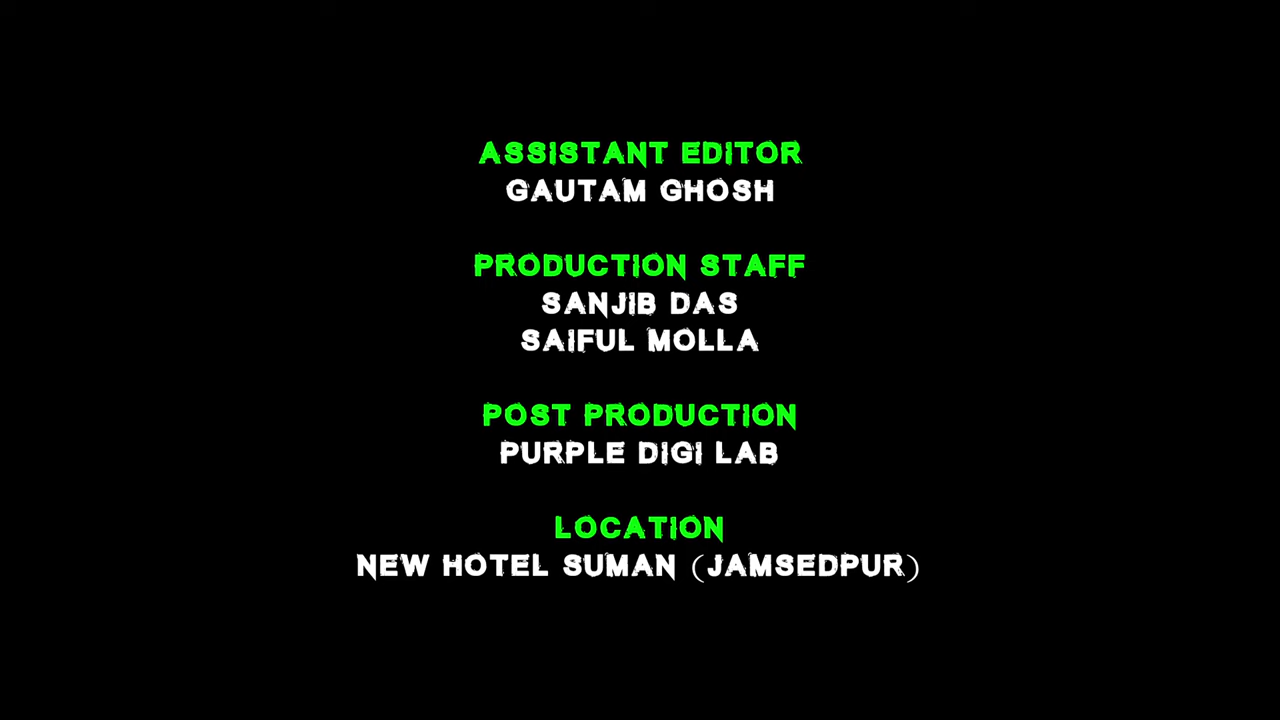 ASSISTANT EDITOR
GAUTAM GHOSH
PRODUCTION STAFF
SANJIB DAS
SAIFUL MOLLA
POST PRODUCTION
PURPLE DIGI LAB
LOCATION
NEW HOTEL SUMAN (JAMSEDPUR)